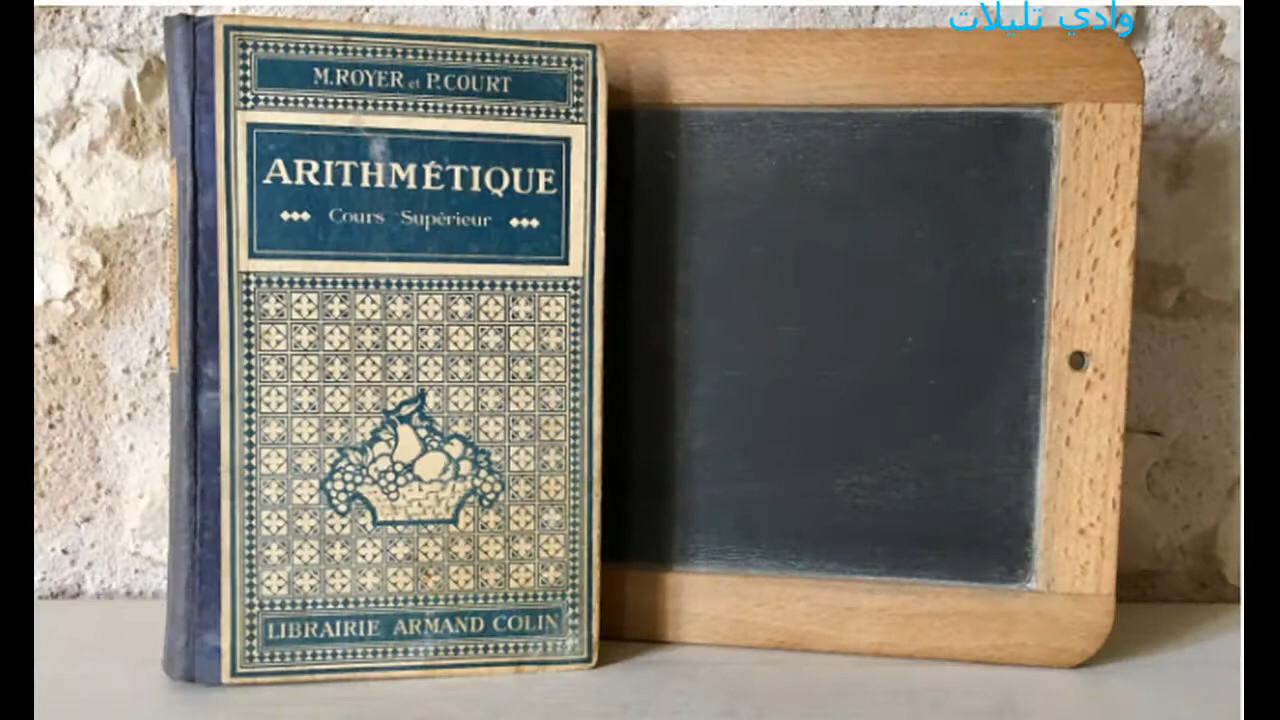 وادي تليلات
M. ROYER et P. COURT
ARITHMÉTIQUE
Cours Supérieur
LIBRAIRIE ARMAND COLIN